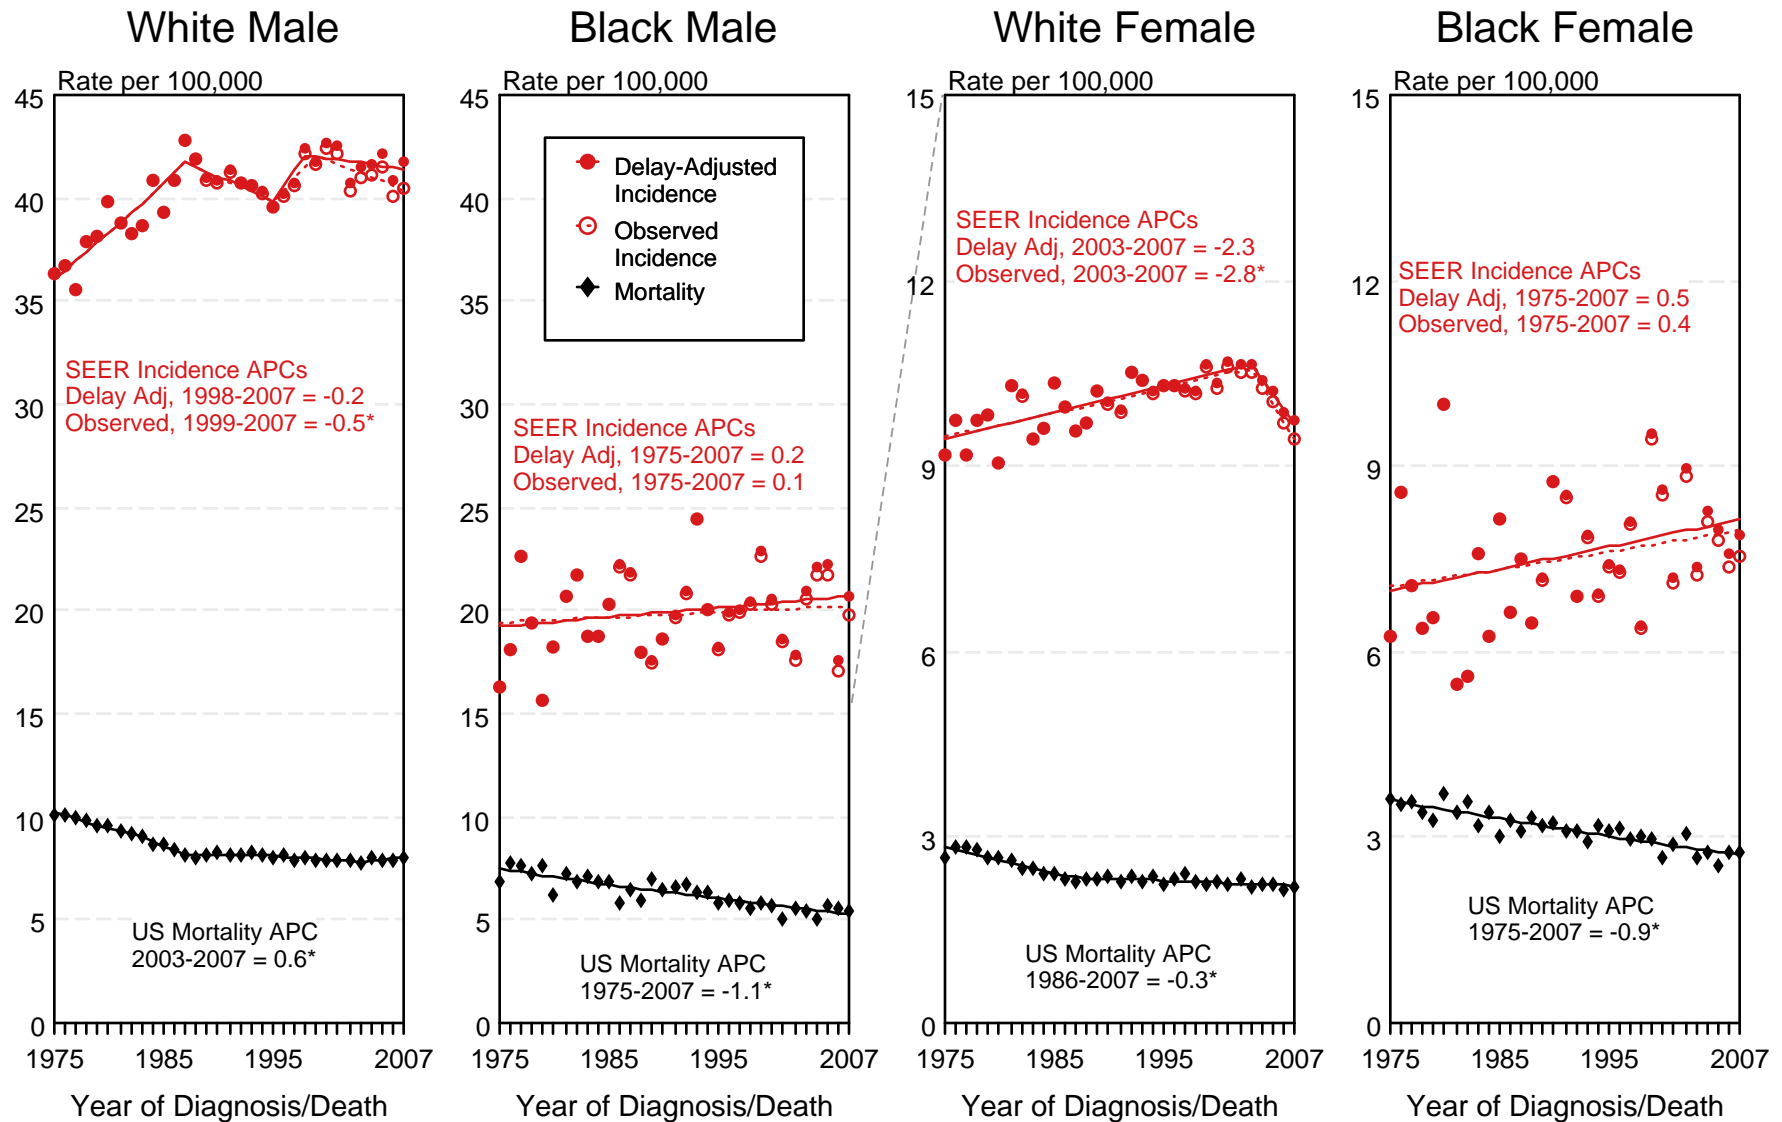 White Male
Black Male
White Female
Black Female
Rate per 100,000
Rate per 100,000
Rate per 100,000
Rate per 100,000
45
40
35
30
25
20
15
10
5
0
SEER Incidence APCs
Delay Adj, 1998-2007 = -0.2
Observed, 1999-2007 = -0.5*
US Mortality APC
2003-2007 = 0.6*
1975
1985
1995
2007
Year of Diagnosis/Death
45
40
35
30
25
20
15
10
5
0
Delay-Adjusted
Incidence
Observed
Incidence
Mortality
SEER Incidence APCs
Delay Adj, 1975-2007 = 0.2
Observed, 1975-2007 = 0.1
US Mortality APC
1975-2007 = -1.1*
1975
1985
1995
2007
Year of Diagnosis/Death
15
12
9
6
3
0
SEER Incidence APCs
Delay Adj, 2003-2007 = -2.3
Observed, 2003-2007 = -2.8*
US Mortality APC
1986-2007 = -0.3*
1975
1985
1995
2007
Year of Diagnosis/Death
15
12
9
6
3
0
SEER Incidence APCs
Delay Adj, 1975-2007 = 0.5
Observed, 1975-2007 = 0.4
US Mortality APC
1975-2007 = -0.9*
1975
1985
1995
2007
Year of Diagnosis/Death